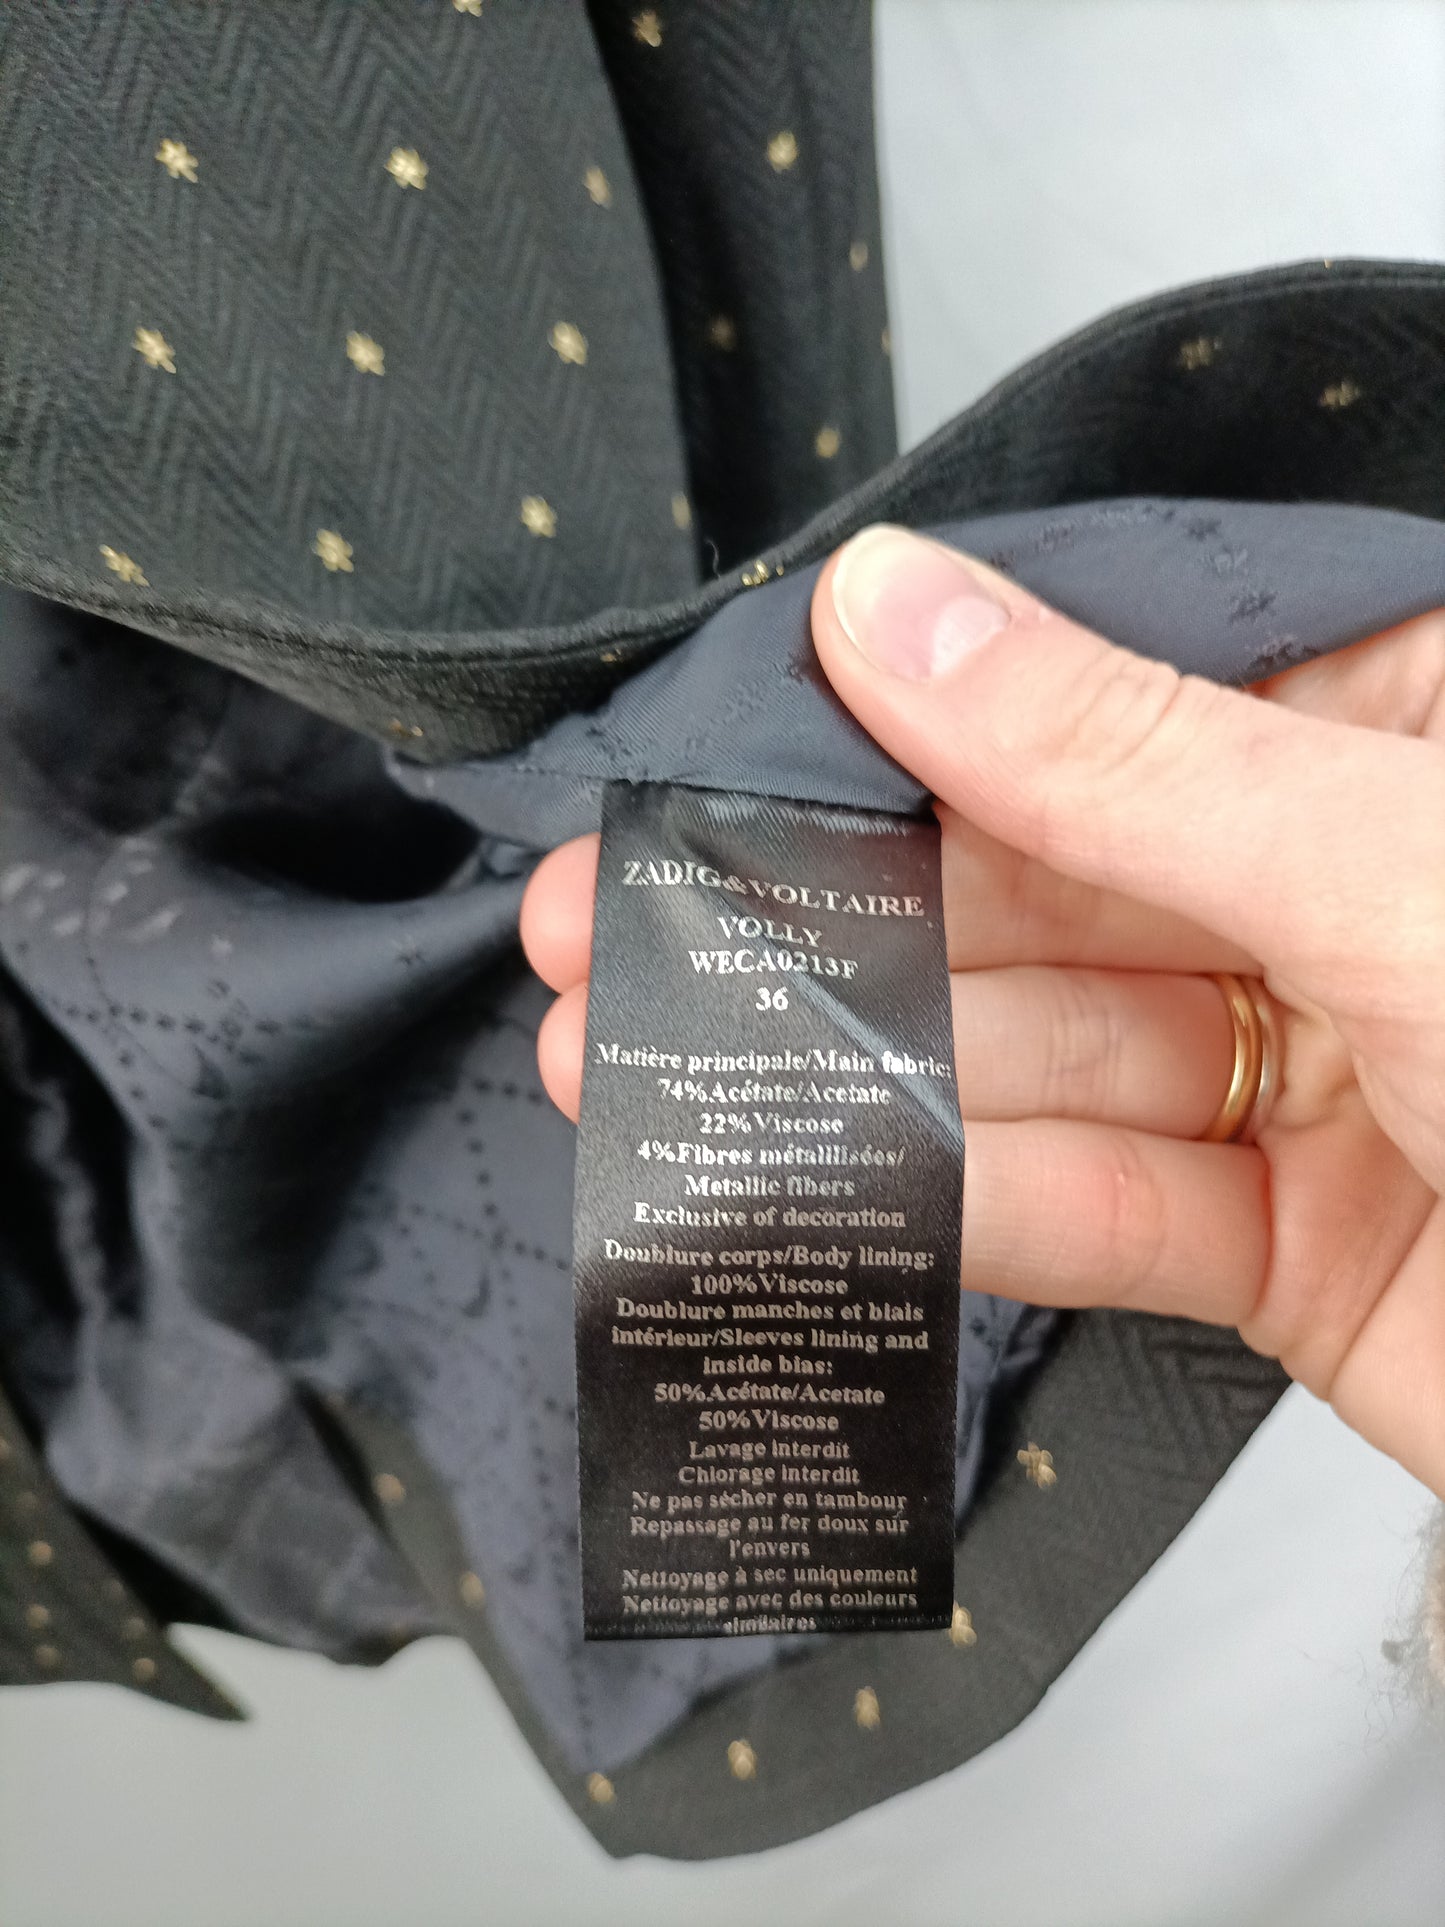 ZADIG&VOLTAIRE
VOLLY
WECA0213F
36
Matière principale/Main fabric:
74%Acétate/Acetate
22%Viscose
4%Fibres métalllisées/
Metallic fibers
Exclusive of decoration
Doublure corps/Body lining:
100%Viscose
Doublure manches et biais
intérieur/Sleeves lining and
inside bias:
50%Acétate/Acetate
50%Viscose
Lavage interdit
Chlorage interdit
Ne pas sécher en tambour
Repassage au fer doux sur
l'envers
Nettoyage à sec uniquement
Nettoyage avec des couleurs
similaires